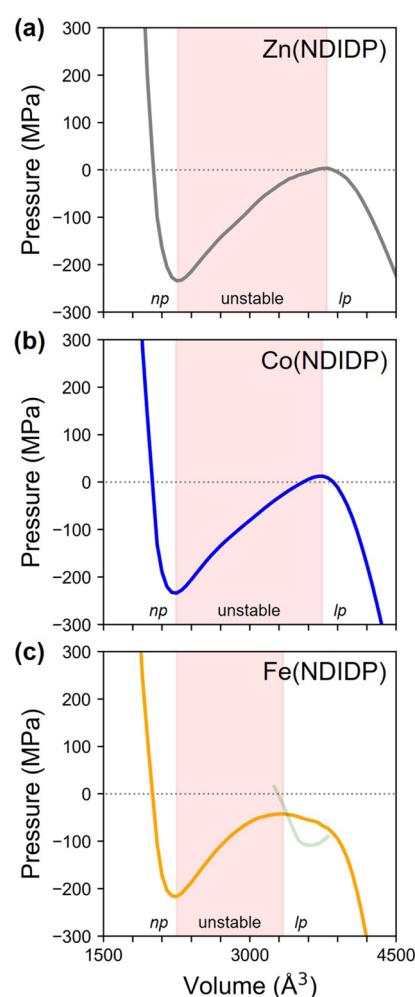 (a)
Zn(NDIDP)
Pressure (MPa)
300
200
100
0
−100
−200
−300
np
unstable
lp
(b)
Co(NDIDP)
Pressure (MPa)
300
200
100
0
−100
−200
−300
np
unstable
lp
(c)
Fe(NDIDP)
Pressure (MPa)
300
200
100
0
−100
−200
−300
np
unstable
lp
1500
3000
4500
Volume (Å³)